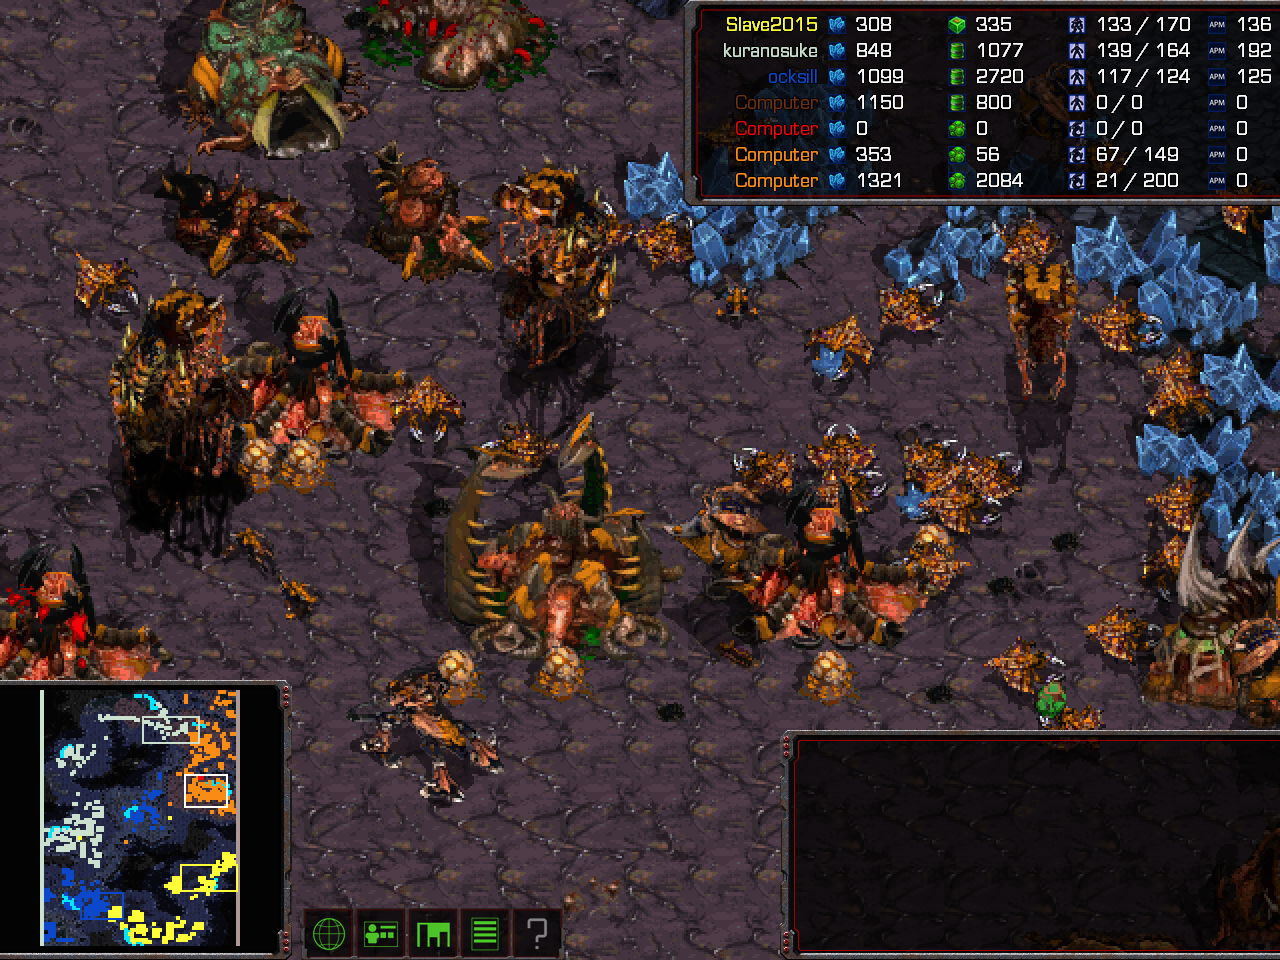 Slave2015 308 335 133 / 170 APM 136
kuranosuke 848 1077 139 / 164 APM 192
ocksill 1099 2720 117 / 124 APM 125
Computer 1150 800 0 / 0 APM 0
Computer 0 0 0 / 0 APM 0
Computer 353 56 67 / 149 APM 0
Computer 1321 2084 21 / 200 APM 0
?